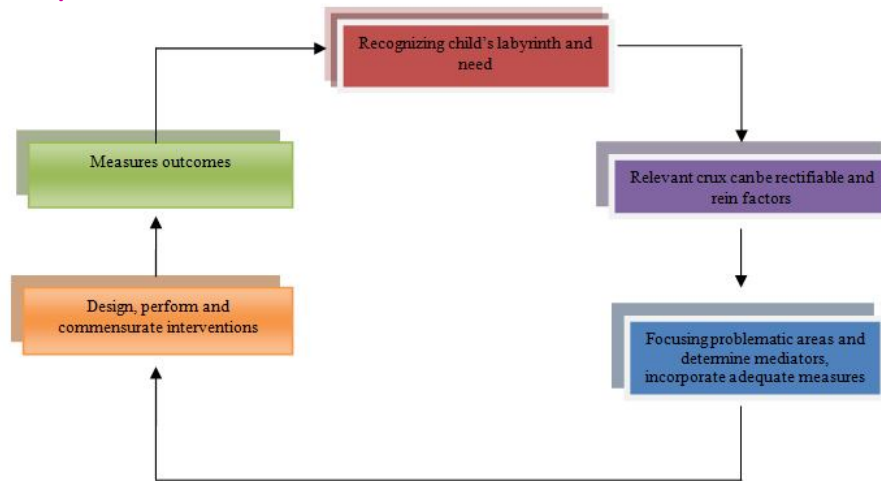 Recognizing child's labyrinth and
need
Relevant crux canbe rectifiable and
rein factors
Focusing problematic areas and
determine mediators,
incorporate adequate measures
Design, perform and
commensurate interventions
Measures outcomes